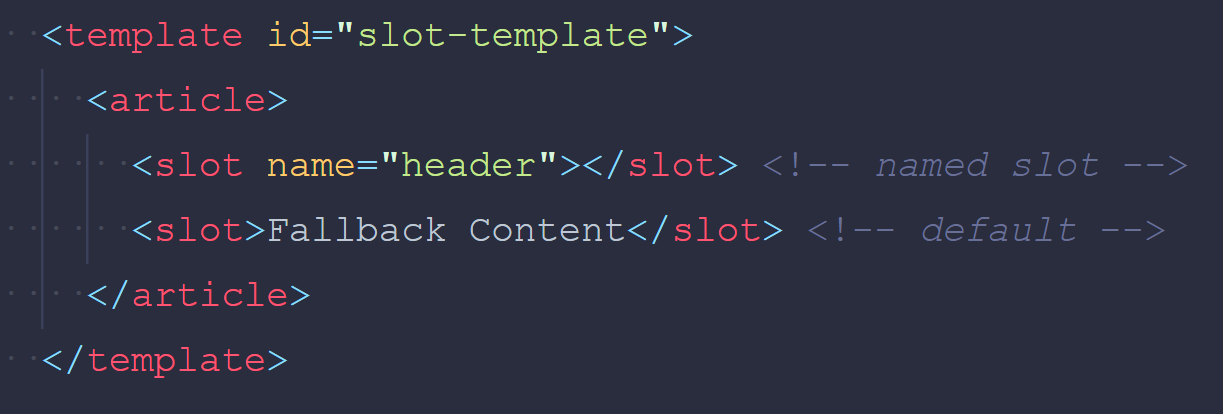 <template id="slot-template">
<article>
<slot name="header"></slot> <!-- named slot -->
<slot>Fallback Content</slot> <!-- default -->
</article>
</template>